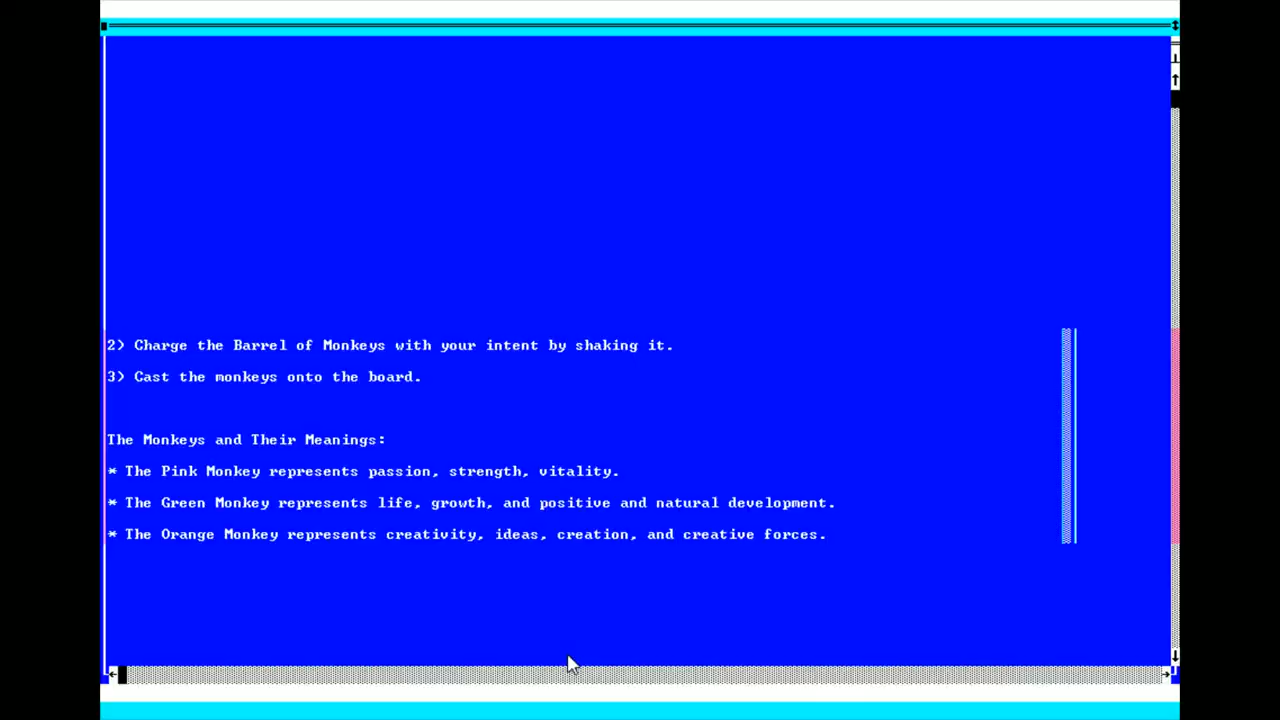 2) Charge the Barrel of Monkeys with your intent by shaking it.
3) Cast the monkeys onto the board.
The Monkeys and Their Meanings:
* The Pink Monkey represents passion, strength, vitality.
* The Green Monkey represents life, growth, and positive and natural development.
* The Orange Monkey represents creativity, ideas, creation, and creative forces.